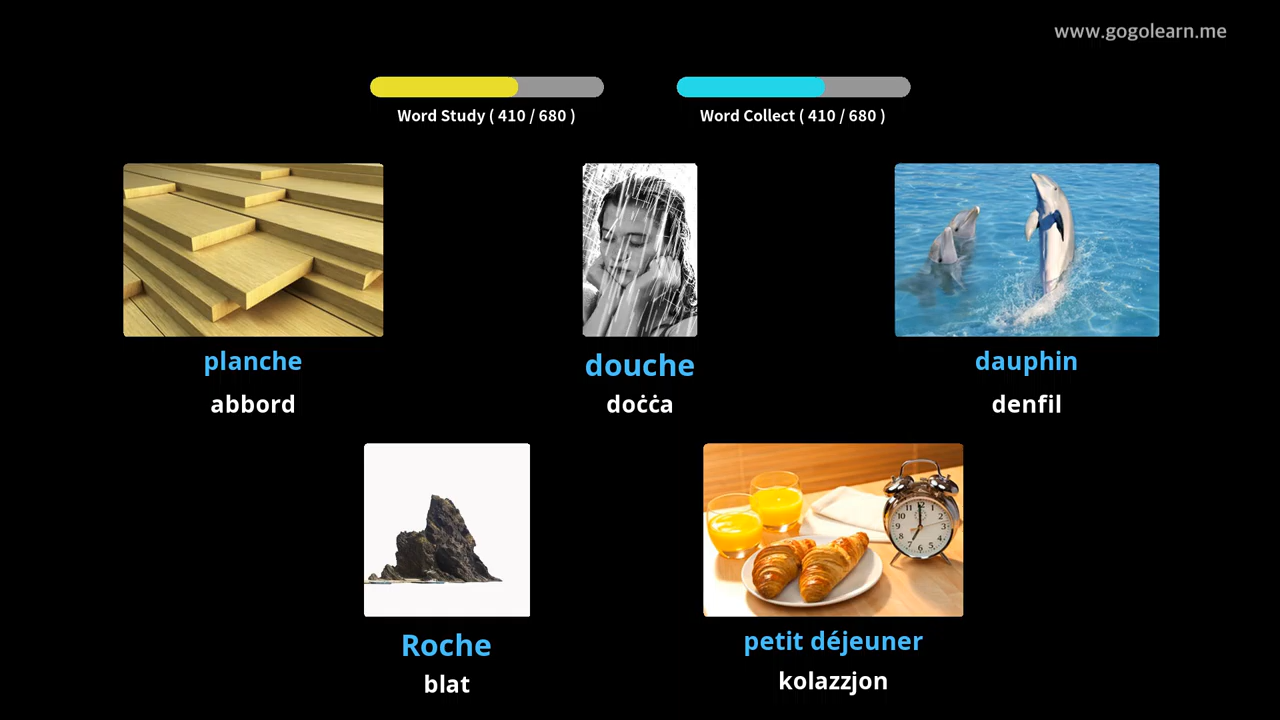 www.gogolearn.me
Word Study ( 410 / 680 )
Word Collect ( 410 / 680 )
planche
abbord
douche
doċċa
dauphin
denfil
Roche
blat
petit déjeuner
kolazzjon